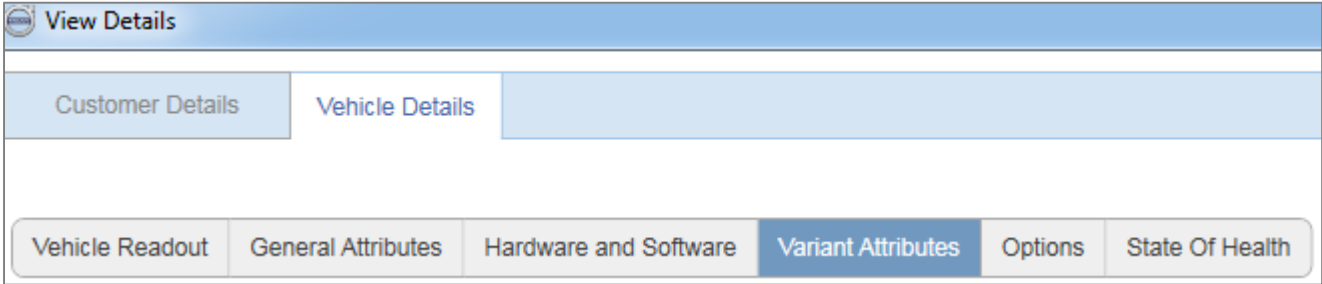 View Details
Customer Details Vehicle Details
Vehicle Readout General Attributes Hardware and Software Variant Attributes Options State Of Health